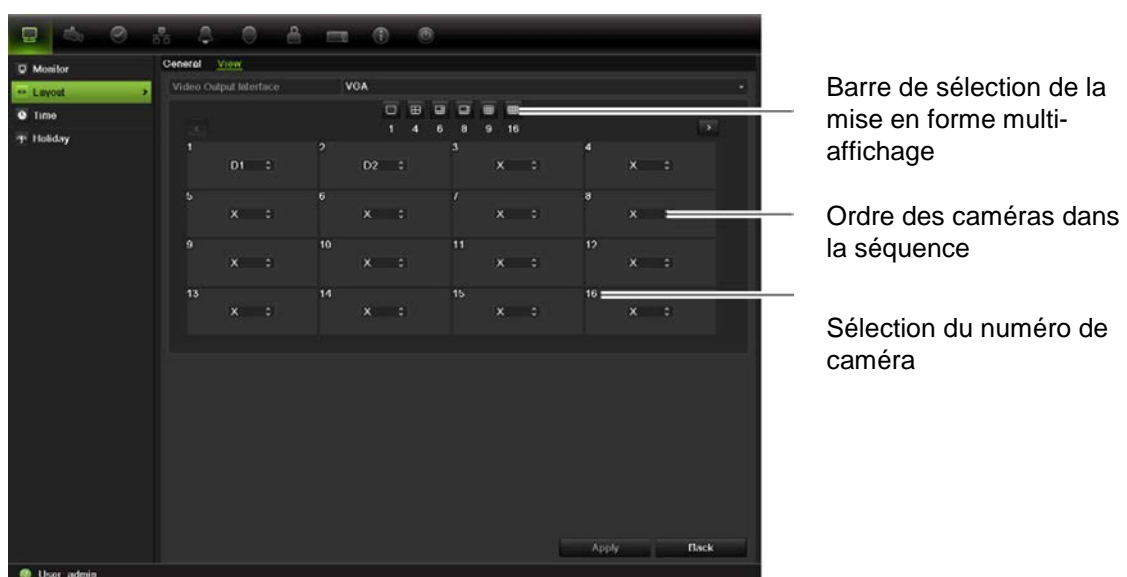 Monitor
Layout
Time
Holiday
General View
Video Output Interface VOA
1 4 6 8 9 16
1 D1
2 D2
3 X
4 X
5 X
6 X
7 X
8 X
9 X
10 X
11 X
12 X
13 X
14 X
15 X
16 X
Apply Back
User: admin
Barre de sélection de la
mise en forme multi-
affichage
Ordre des caméras dans
la séquence
Sélection du numéro de
caméra